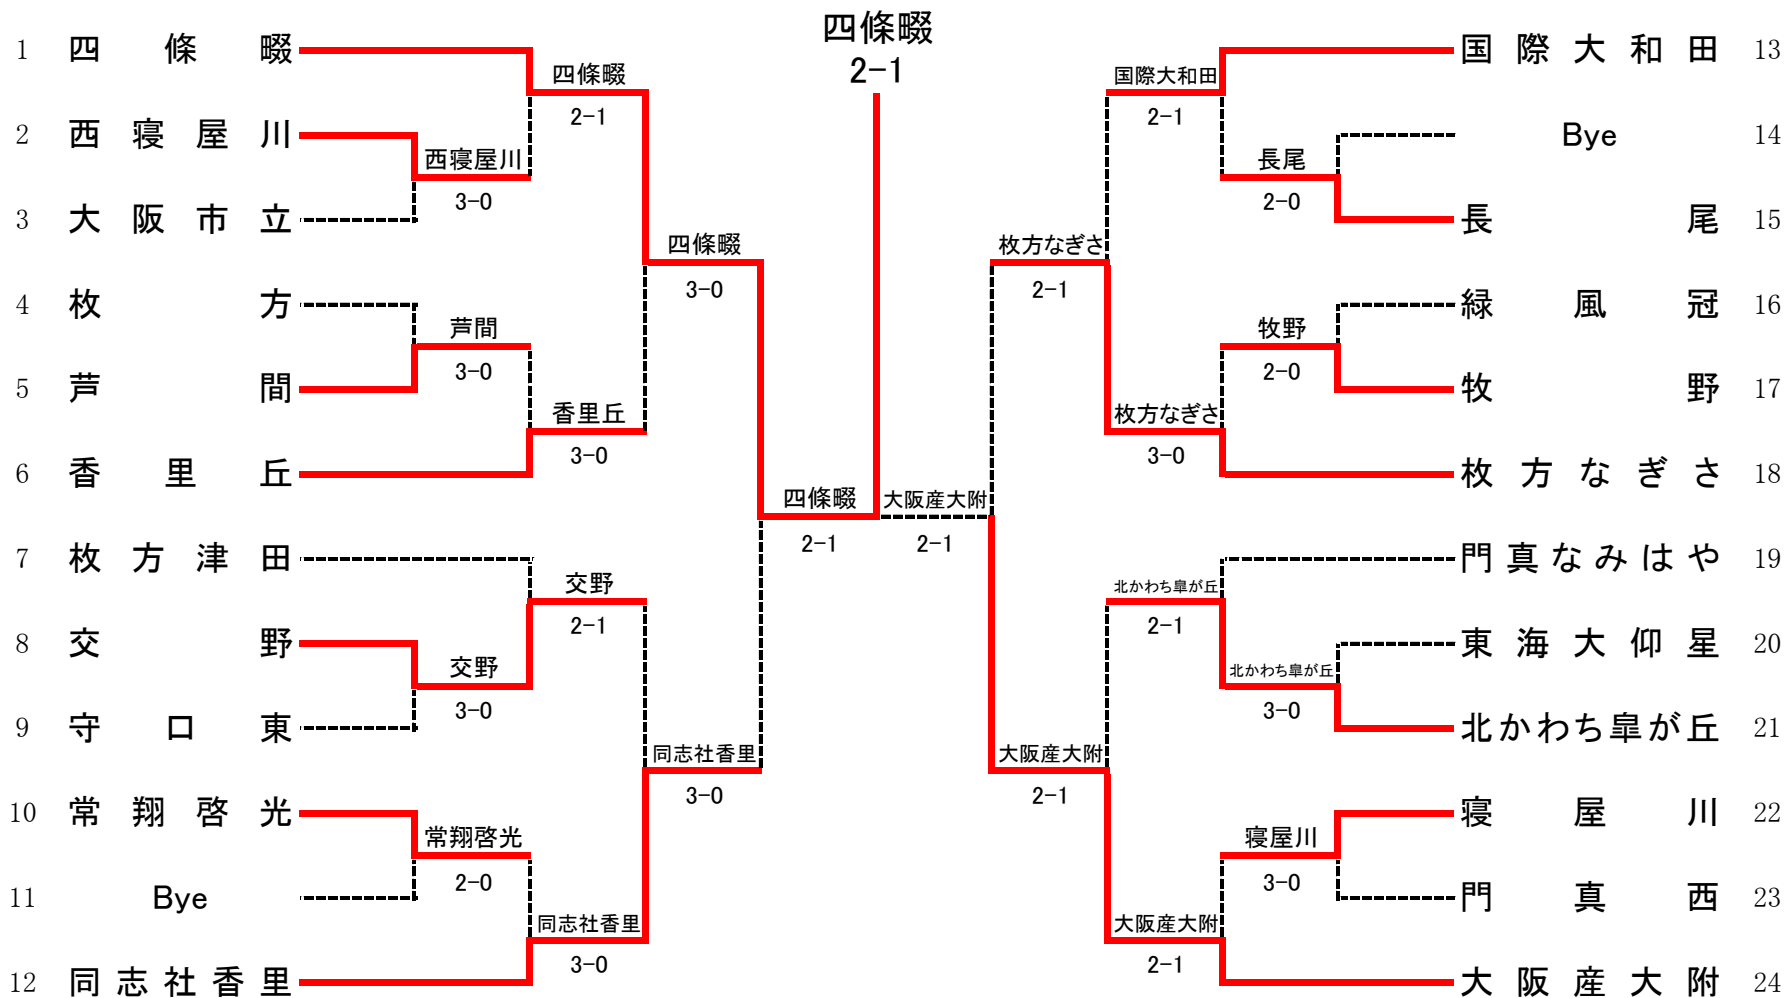 四條畷
2-1
1 四條畷
2 西寝屋川
3 大阪市立
4 枚方
5 芦間
6 香里丘
7 枚方津田
8 交野
9 守口東
10 常翔啓光
11 Bye
12 同志社香里
西寝屋川
3-0
芦間
3-0
交野
3-0
常翔啓光
2-0
四條畷
2-1
香里丘
3-0
交野
2-1
同志社香里
3-0
四條畷
3-0
同志社香里
3-0
四條畷
2-1
大阪産大附
2-1
枚方なぎさ
2-1
大阪産大附
2-1
国際大和田
2-1
枚方なぎさ
3-0
北かわち皐が丘
2-1
大阪産大附
2-1
長尾
2-0
牧野
2-0
北かわち皐が丘
3-0
寝屋川
3-0
国際大和田 13
Bye 14
長尾 15
緑風冠 16
牧野 17
枚方なぎさ 18
門真なみはや 19
東海大仰星 20
北かわち皐が丘 21
寝屋川 22
門真西 23
大阪産大附 24